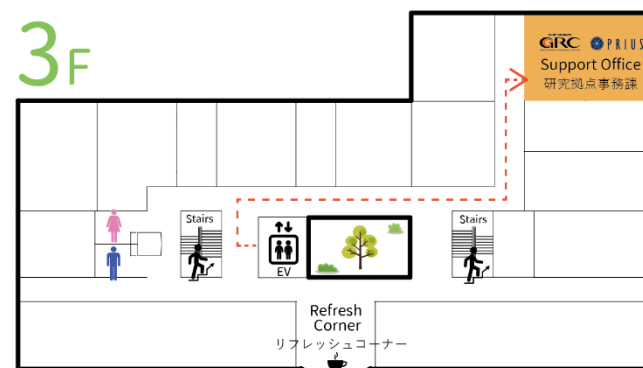 3F
GRC PRIUS
Support Office
研究拠点事務課
Stairs
EV
Stairs
Refresh
Corner
リフレッシュコーナー